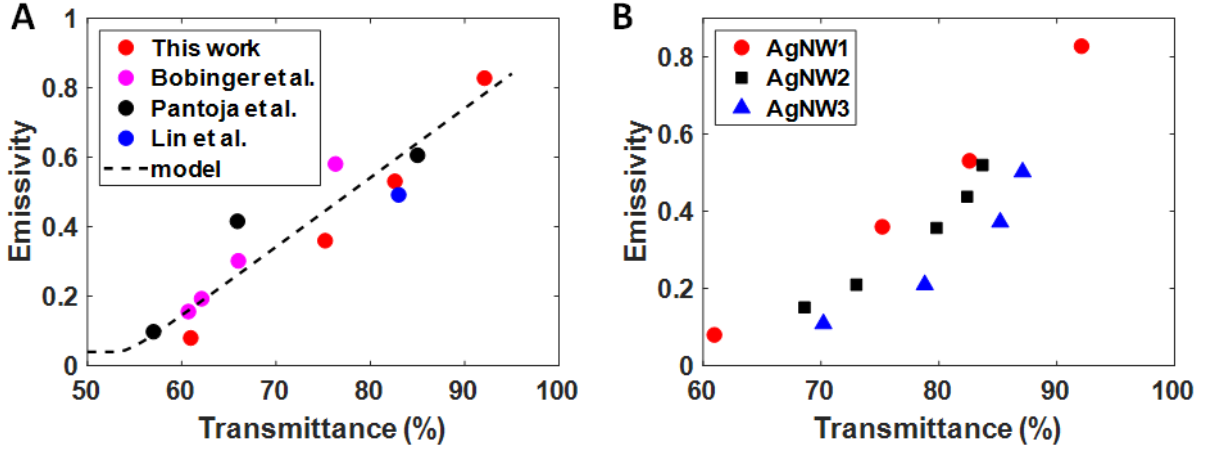 A
1
0.8
0.6
0.4
0.2
0
Emissivity
This work
Bobinger et al.
Pantoja et al.
Lin et al.
model
50 60 70 80 90 100
Transmittance (%)
B
0.8
0.6
0.4
0.2
0
Emissivity
AgNW1
AgNW2
AgNW3
60 70 80 90 100
Transmittance (%)